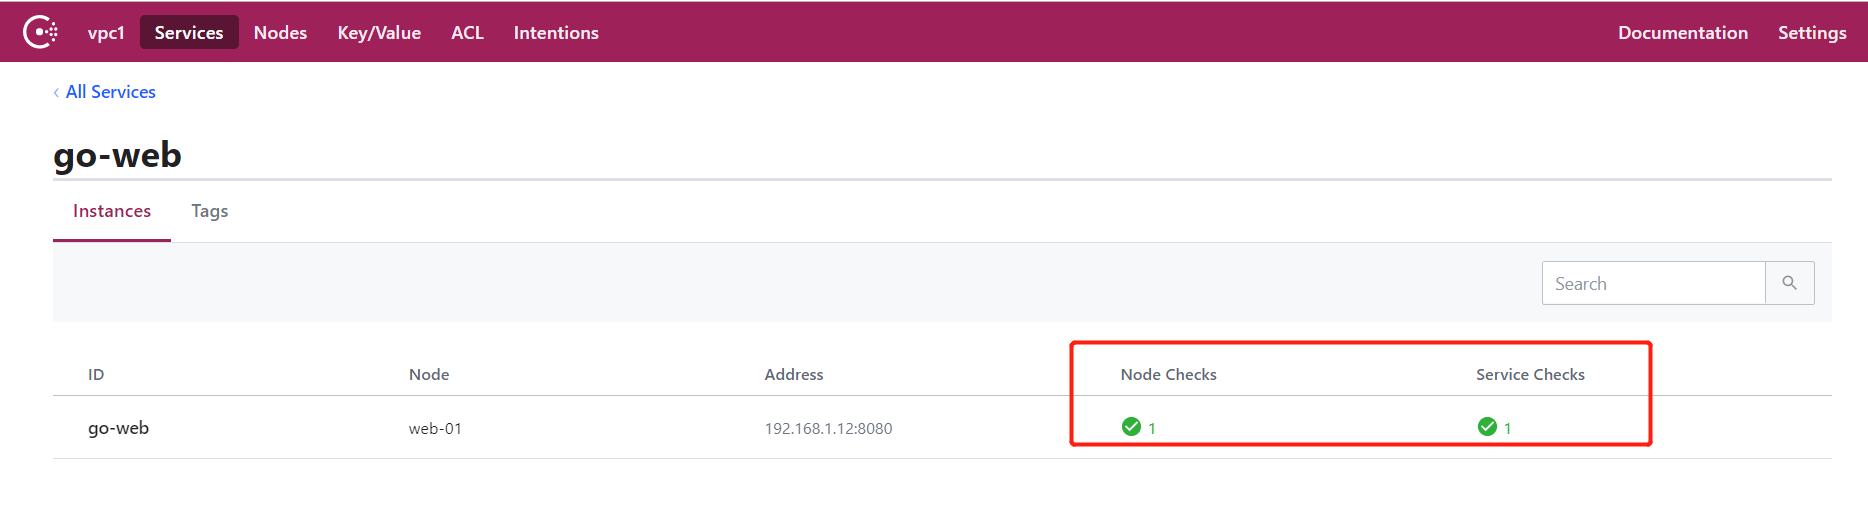 vpc1 Services Nodes Key/Value ACL Intentions Documentation Settings
‹ All Services
go-web
Instances Tags
Search
ID Node Address Node Checks Service Checks
go-web web-01 192.168.1.12:8080 1 1